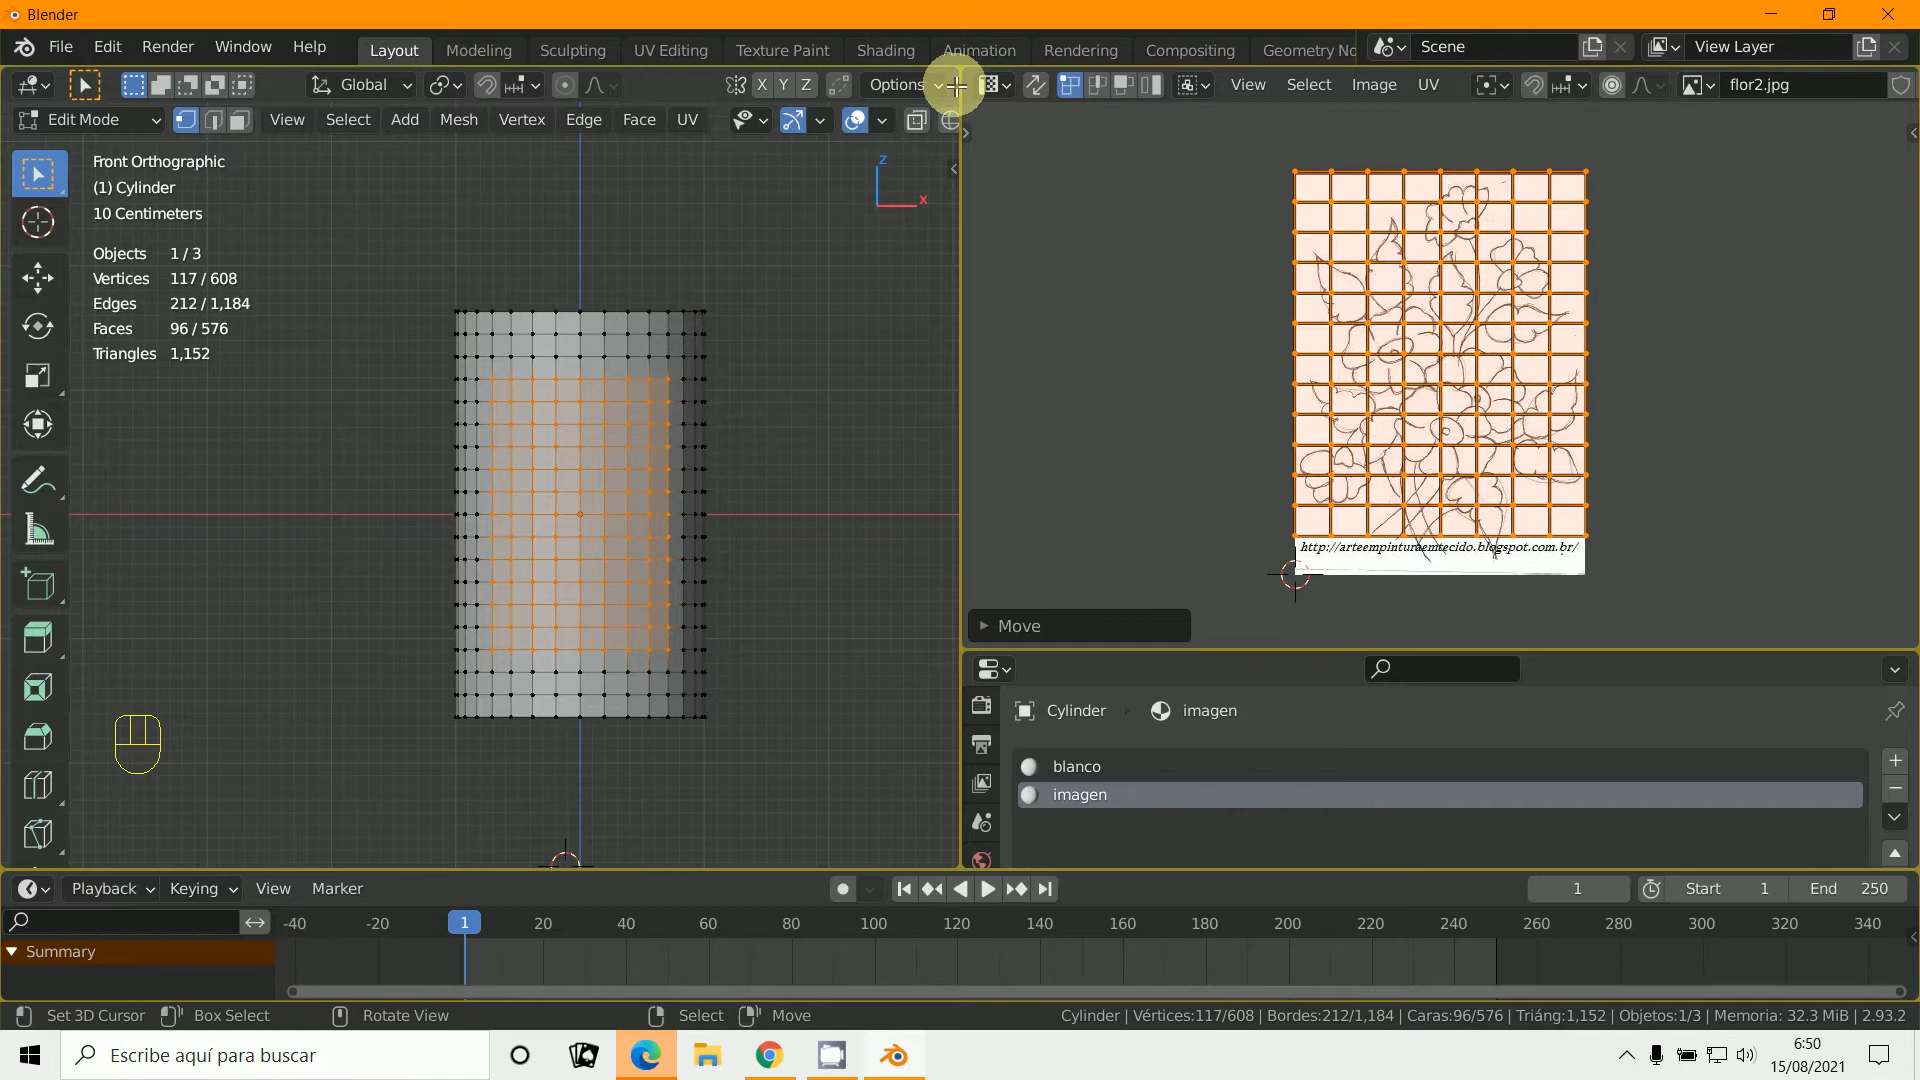 Blender
File Edit Render Window Help Layout Modeling Sculpting UV Editing Texture Paint Shading Animation Rendering Compositing Geometry No Scene View Layer
Global X Y Z Options View Select Image UV flor2.jpg
Edit Mode View Select Add Mesh Vertex Edge Face UV
Front Orthographic
(1) Cylinder
10 Centimeters
Objects 1 / 3
Vertices 117 / 608
Edges 212 / 1,184
Faces 96 / 576
Triangles 1,152
z
x
http://arteempinturaemtecido.blogspot.com.br/
Move
Cylinder imagen
blanco
imagen
Playback Keying View Marker 1 Start 1 End 250
-40 -20 1 20 40 60 80 100 120 140 160 180 200 220 240 260 280 300 320 340
Summary
Set 3D Cursor Box Select Rotate View Select Move Cylinder | Vértices:117/608 | Bordes:212/1,184 | Caras:96/576 | Triáng:1,152 | Objetos:1/3 | Memoria: 32.3 MiB | 2.93.2
Escribe aquí para buscar
6:50
15/08/2021